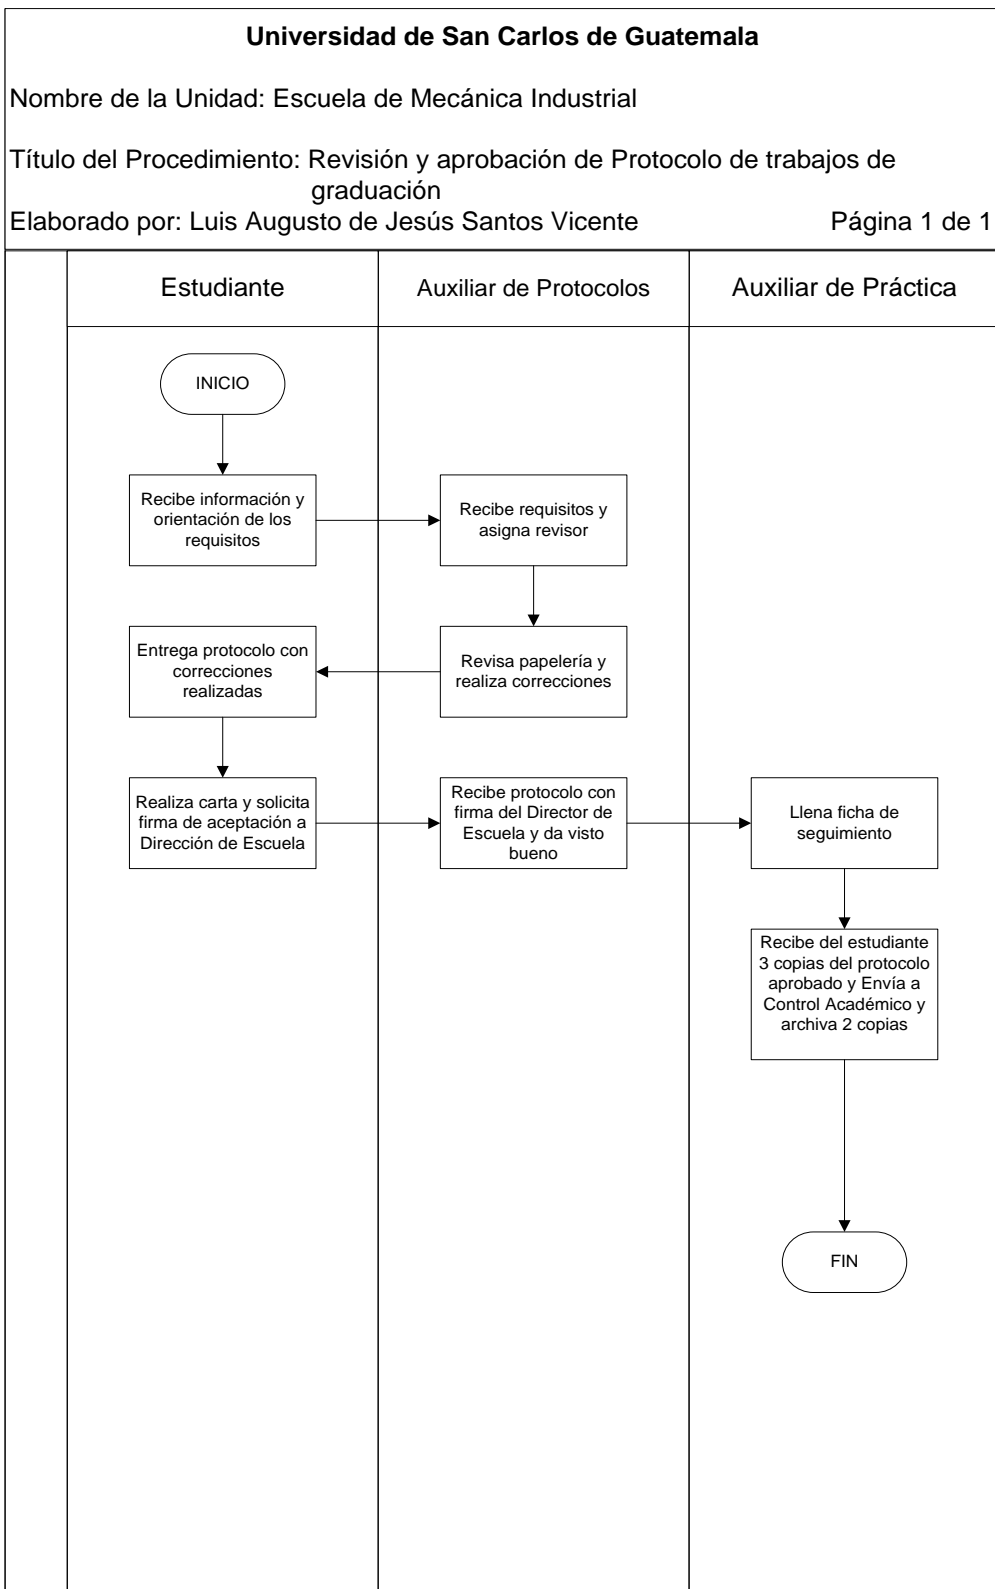 Universidad de San Carlos de Guatemala
Nombre de la Unidad: Escuela de Mecánica Industrial
Título del Procedimiento: Revisión y aprobación de Protocolo de trabajos de
graduación
Elaborado por: Luis Augusto de Jesús Santos Vicente Página 1 de 1
Estudiante
Auxiliar de Protocolos
Auxiliar de Práctica
INICIO
Recibe información y
orientación de los
requisitos
Recibe requisitos y
asigna revisor
Entrega protocolo con
correcciones
realizadas
Revisa papelería y
realiza correcciones
Realiza carta y solicita
firma de aceptación a
Dirección de Escuela
Recibe protocolo con
firma del Director de
Escuela y da visto
bueno
Llena ficha de
seguimiento
Recibe del estudiante
3 copias del protocolo
aprobado y Envía a
Control Académico y
archiva 2 copias
FIN